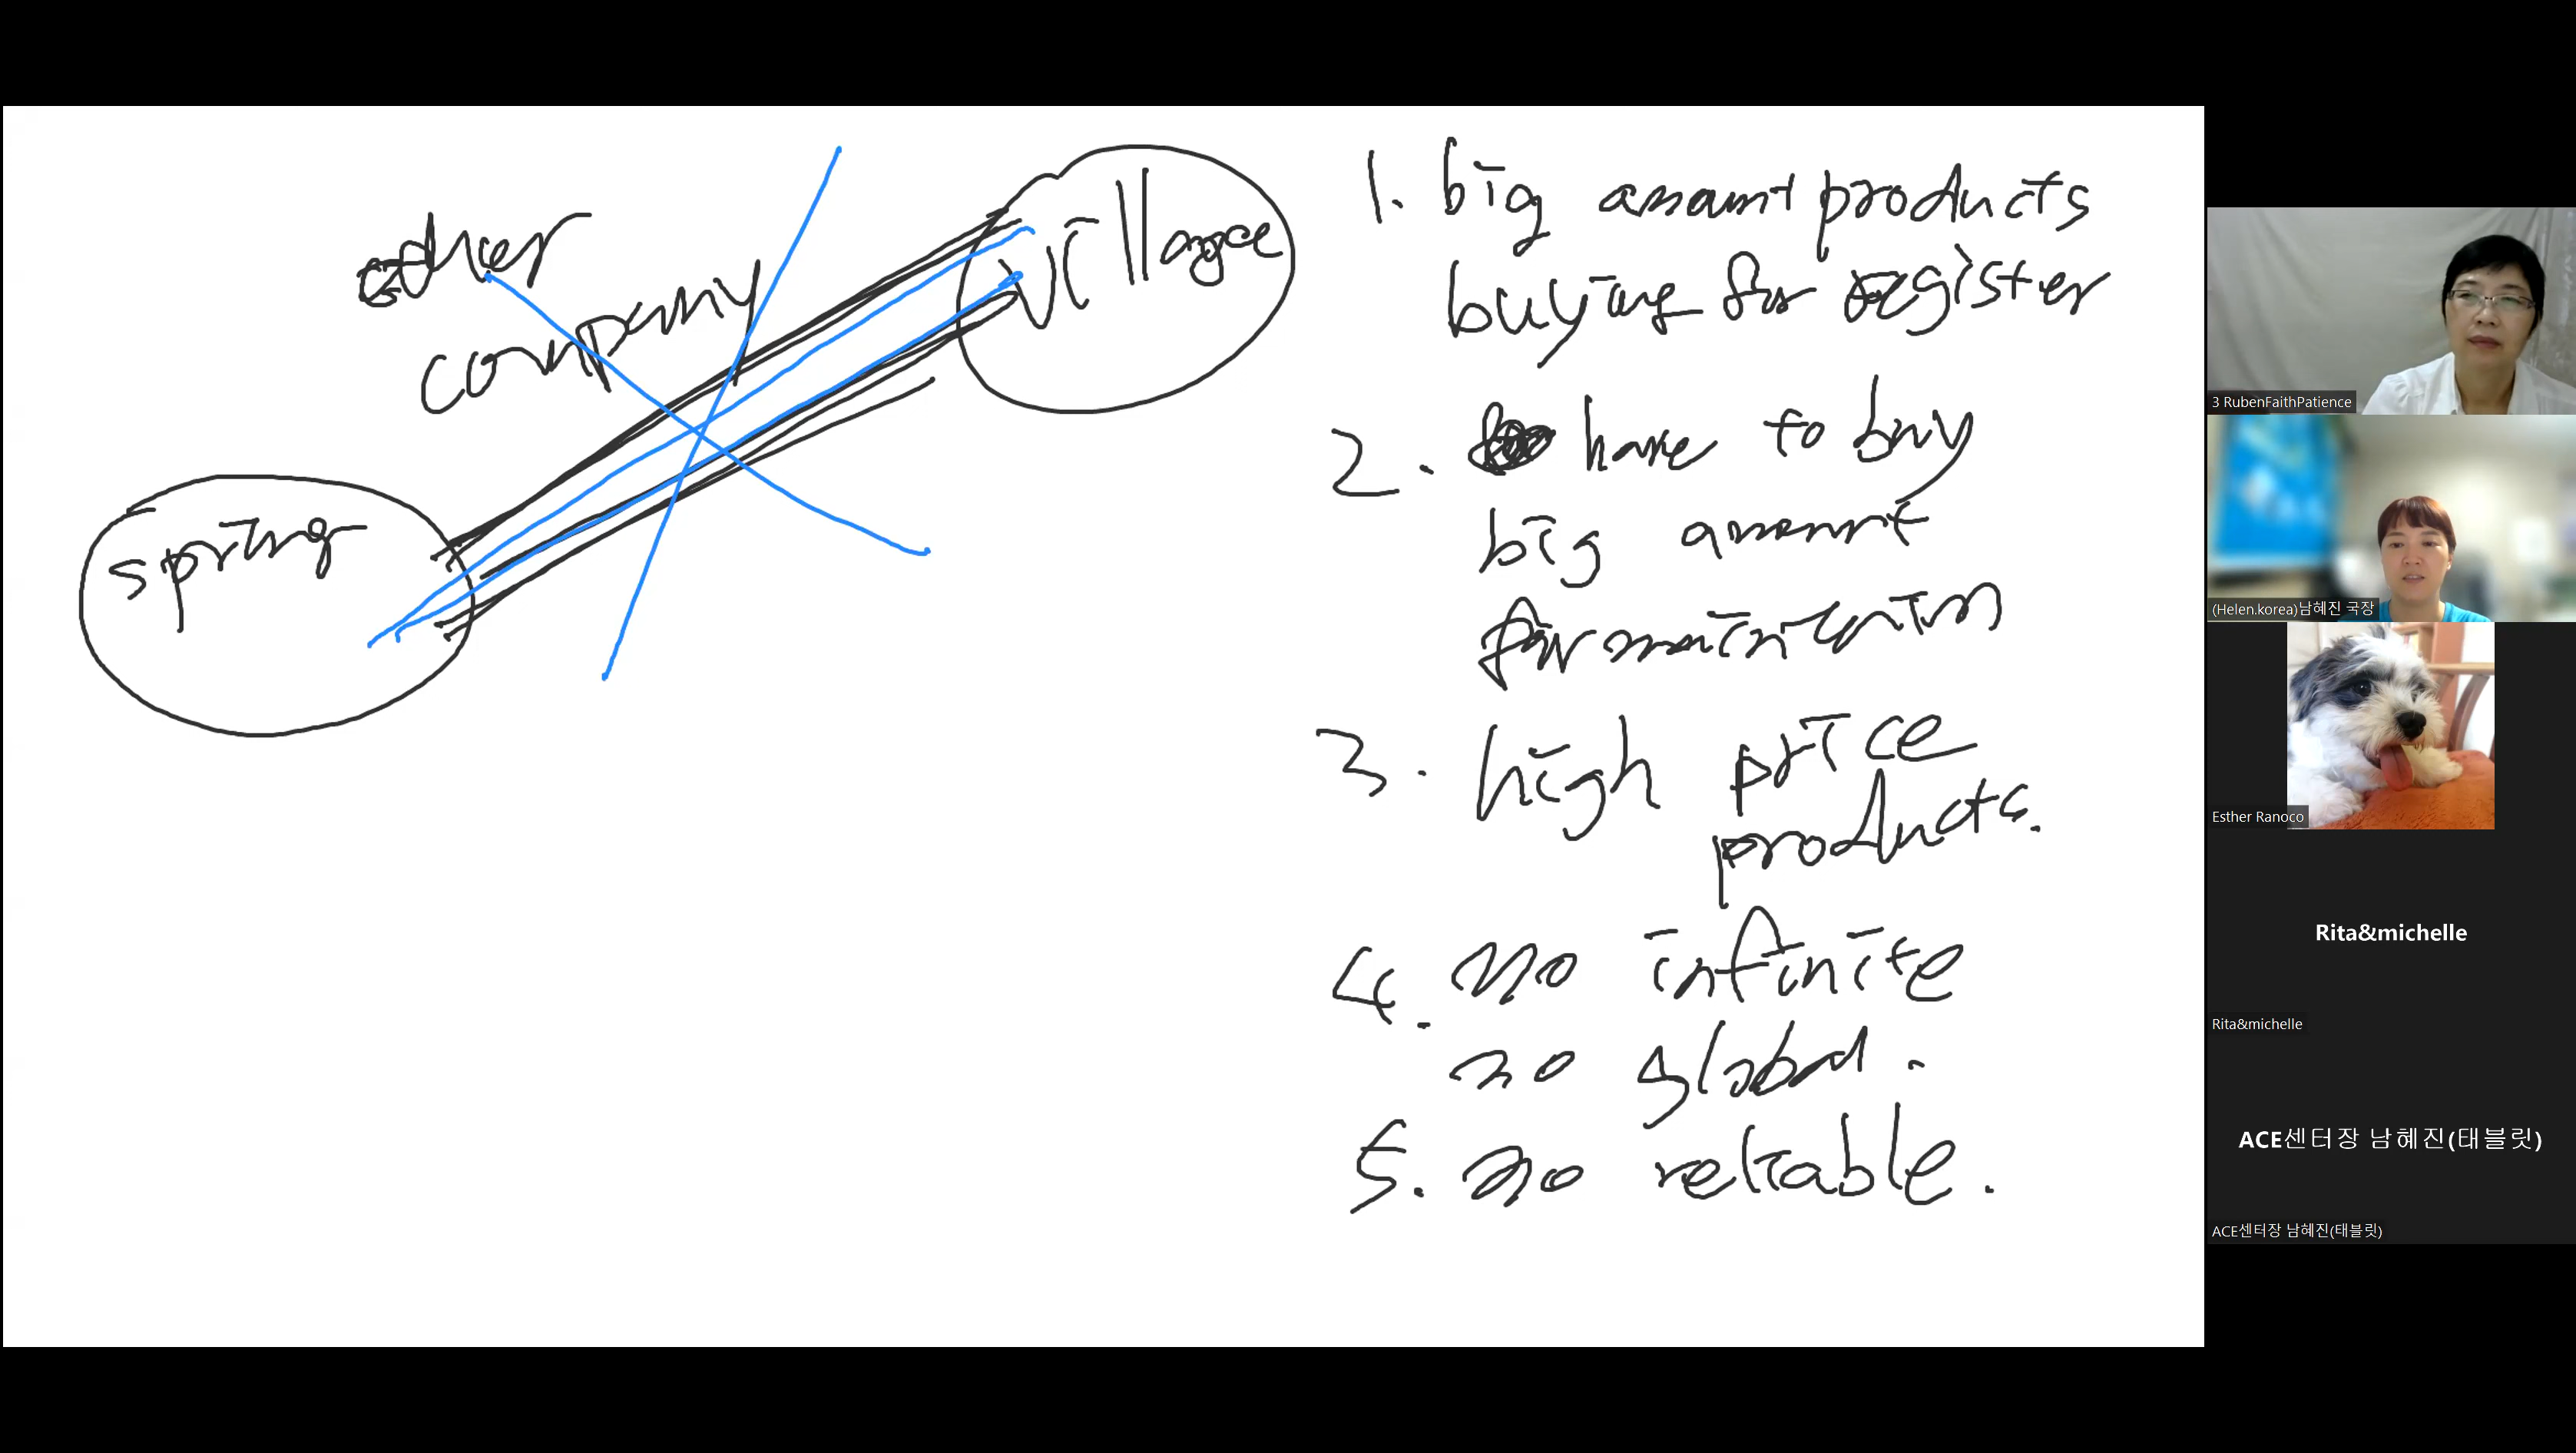 other
company
village
spring
1. big amount products
buying for register
2. have to buy
big amount
for maintain
3. high price
products.
4. no infinite
no global.
5. no reliable.
3 RubenFaithPatience
(Helen.korea)남혜진 국장
Esther Ranoco
Rita&michelle
Rita&michelle
ACE센터장 남혜진(태블릿)
ACE센터장 남혜진(태블릿)